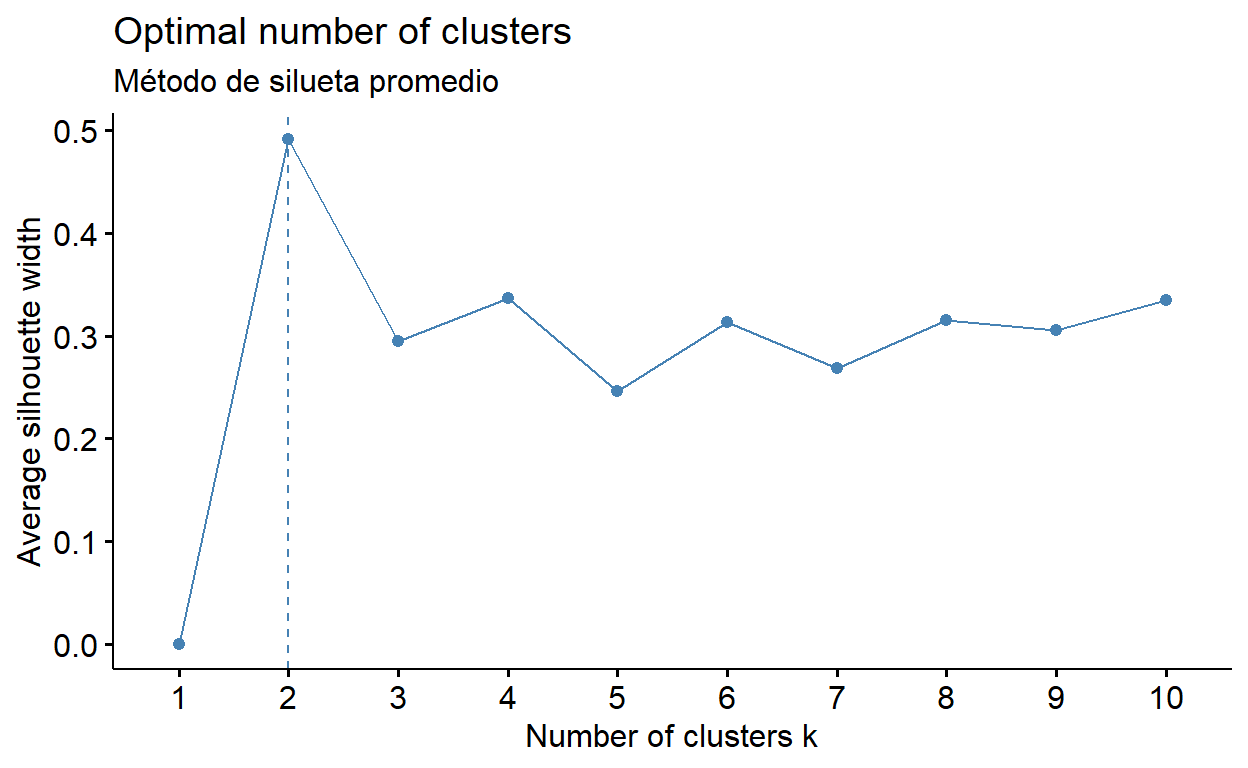 Optimal number of clusters
Método de silueta promedio
Average silhouette width
0.5
0.4
0.3
0.2
0.1
0.0
1 2 3 4 5 6 7 8 9 10
Number of clusters k